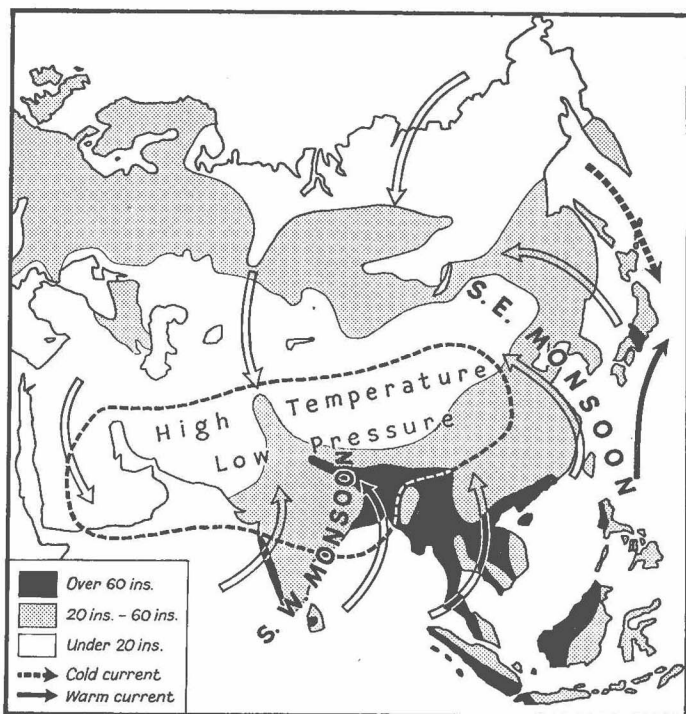 S.E. MONSOON
High Temperature
Low Pressure
S.W. MONSOON
Over 60 ins.
20 ins. - 60 ins.
Under 20 ins.
Cold current
Warm current